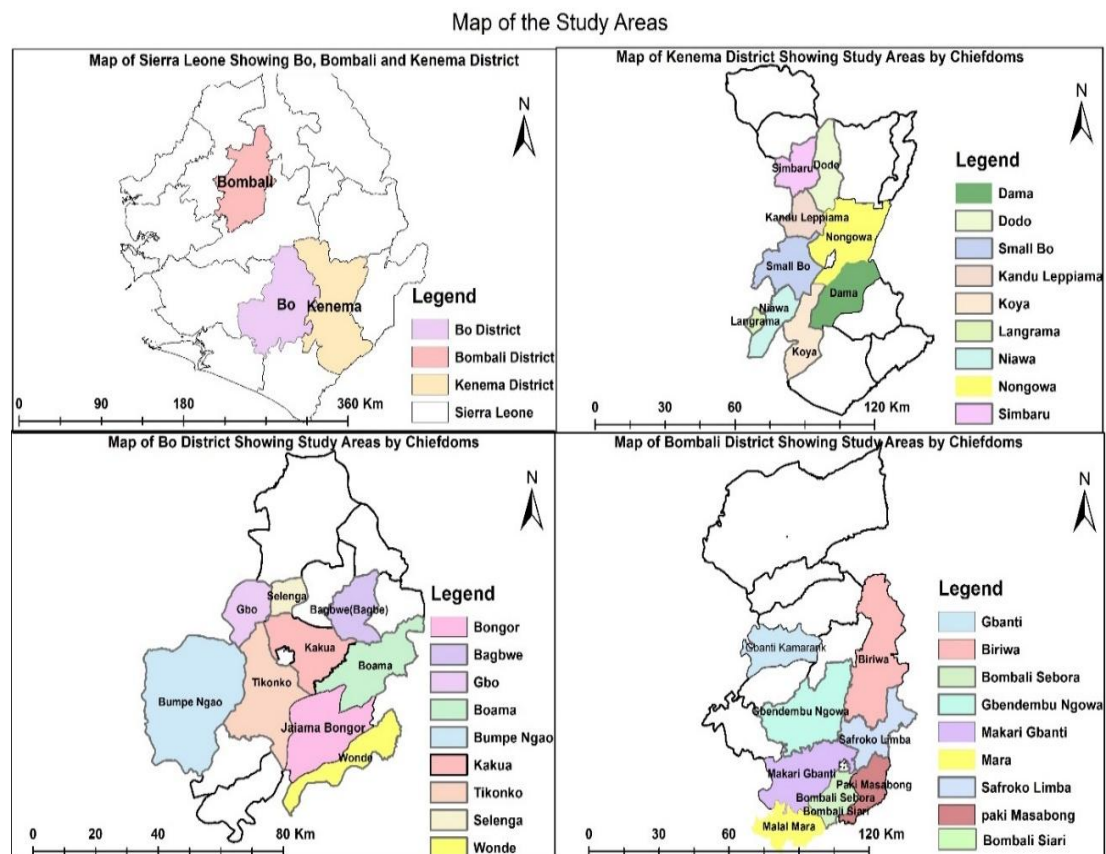 Map of the Study Areas
Map of Sierra Leone Showing Bo, Bombali and Kenema District
N
Bombali
Bo
Kenema
Legend
Bo District
Bombali District
Kenema District
Sierra Leone
0 90 180 360 Km
Map of Kenema District Showing Study Areas by Chiefdoms
N
Simbaru
Dodo
Kandu Leppiama
Nongowa
Small Bo
Dama
Niawa
Langrama
Koya
Legend
Dama
Dodo
Small Bo
Kandu Leppiama
Koya
Langrama
Niawa
Nongowa
Simbaru
0 60 120 Km
Map of Bo District Showing Study Areas by Chiefdoms
N
Selenga
Gbo
Bagbwe(Bagbe)
Kakua
Boama
Tikonko
Bumpe Ngao
Jaiama Bongor
Wonde
Legend
Bongor
Bagbwe
Gbo
Boama
Bumpe Ngao
Kakua
Tikonko
Selenga
Wonde
0 20 40 80 Km
Map of Bombali District Showing Study Areas by Chiefdoms
N
Gbanti Kamarank
Biriwa
Gbendembu Ngowa
Safroko Limba
Makari Gbanti
Paki Masabong
Bombali Sebora
Bombali Siari
Malal Mara
Legend
Gbanti
Biriwa
Bombali Sebora
Gbendembu Ngowa
Makari Gbanti
Mara
Safroko Limba
paki Masabong
Bombali Siari
0 30 60 120 Km